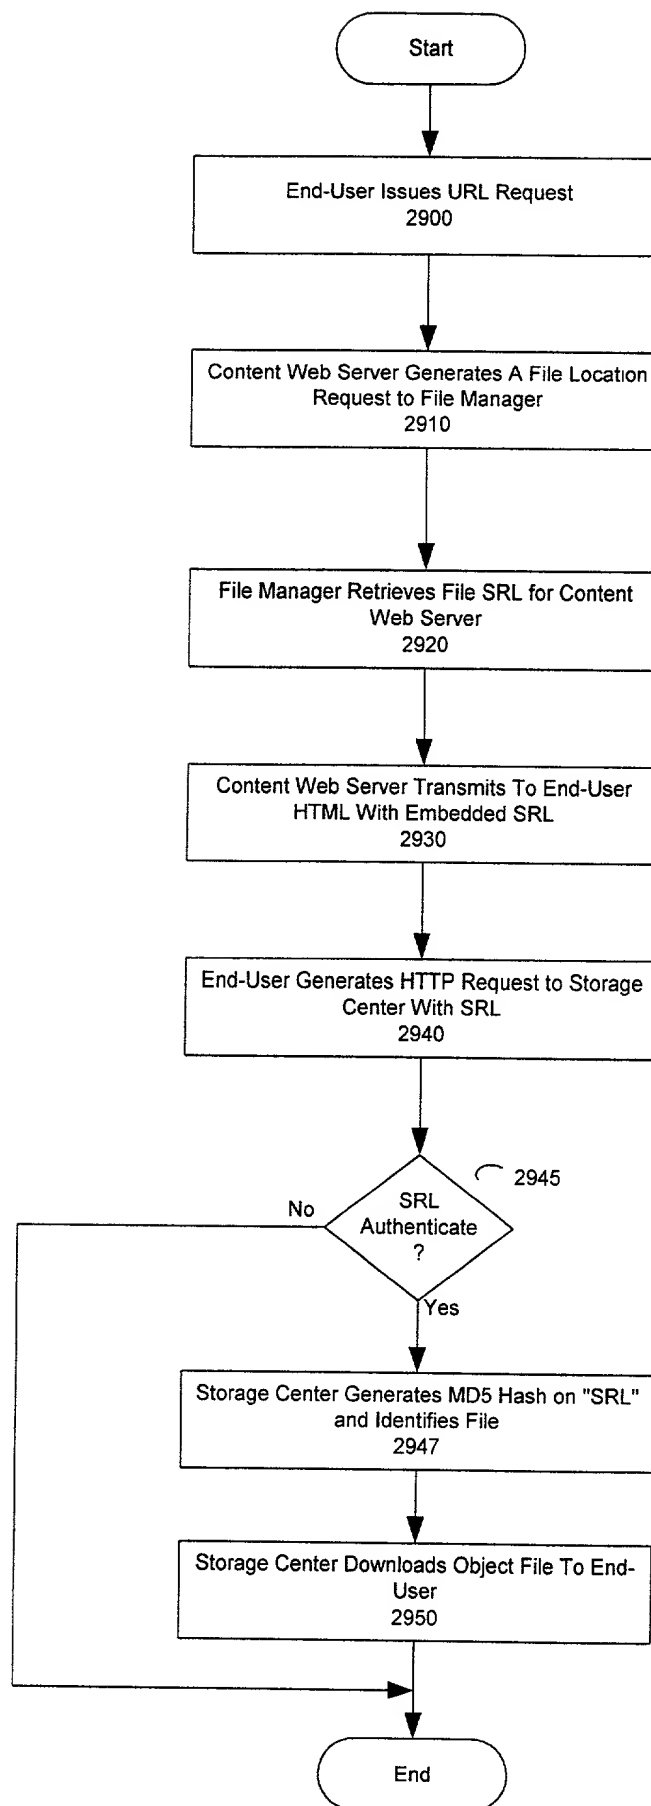 Start
End-User Issues URL Request
2900
Content Web Server Generates A File Location
Request to File Manager
2910
File Manager Retrieves File SRL for Content
Web Server
2920
Content Web Server Transmits To End-User
HTML With Embedded SRL
2930
End-User Generates HTTP Request to Storage
Center With SRL
2940
2945
No
SRL
Authenticate
?
Yes
Storage Center Generates MD5 Hash on "SRL"
and Identifies File
2947
Storage Center Downloads Object File To End-
User
2950
End